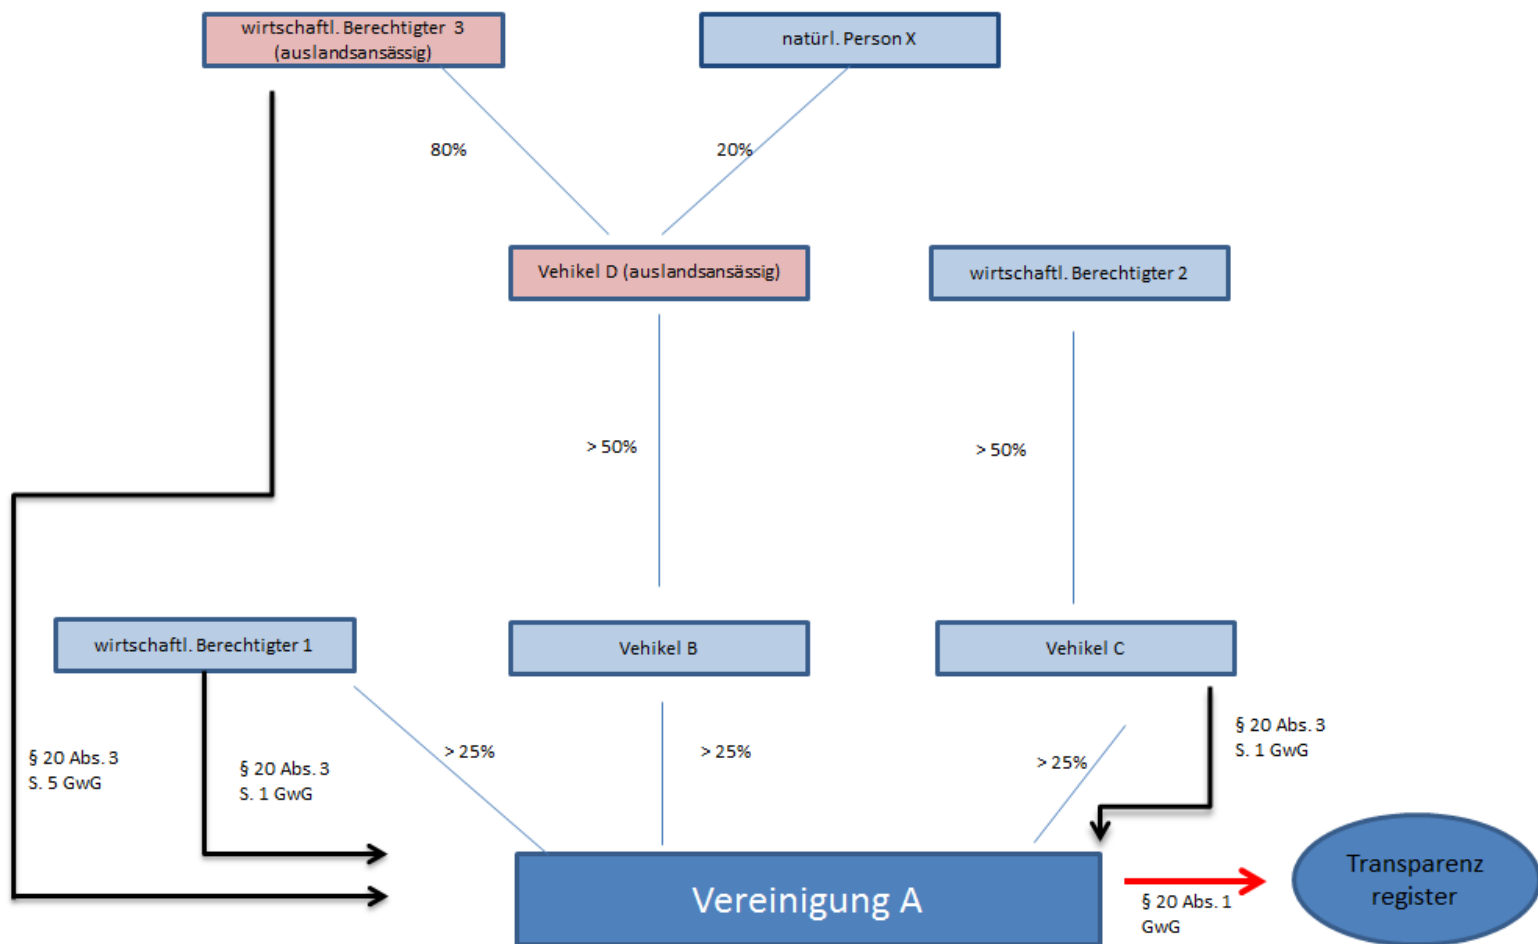 wirtschaftl. Berechtigter 3
(auslandsansässig)
natürl. Person X
80%
20%
Vehikel D (auslandsansässig)
wirtschaftl. Berechtigter 2
> 50%
> 50%
wirtschaftl. Berechtigter 1
Vehikel B
Vehikel C
§ 20 Abs. 3
S. 5 GwG
§ 20 Abs. 3
S. 1 GwG
> 25%
> 25%
> 25%
§ 20 Abs. 3
S. 1 GwG
Vereinigung A
§ 20 Abs. 1
GwG
Transparenz
register